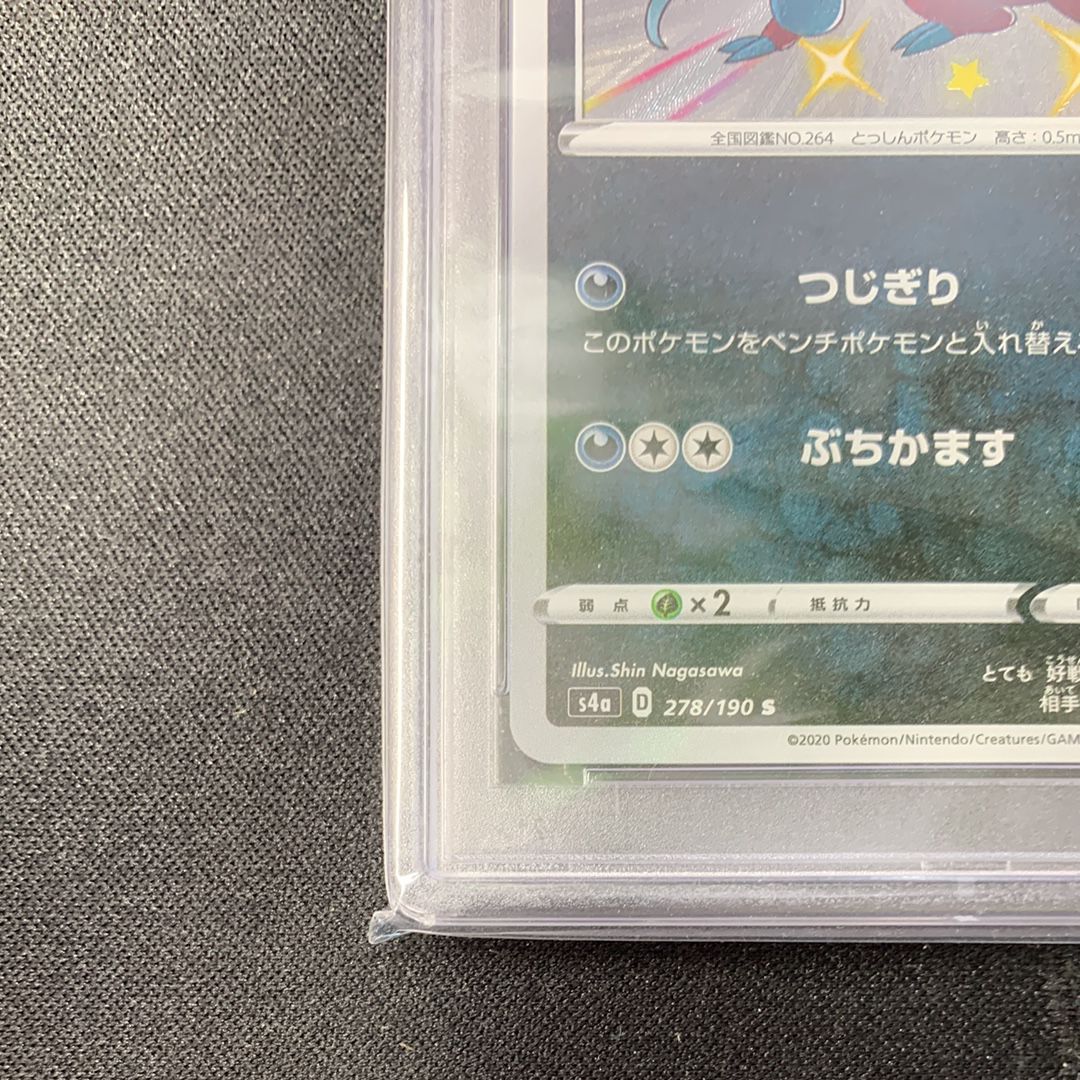 全国図鑑NO.264 とっしんポケモン 高さ:0.5m
つじぎり
このポケモンをベンチポケモンと入れ替え
ぶちかます
弱点 ×2 抵抗力
Illus.Shin Nagasawa
とても 好戦
s4a D 278/190 S
相手
©2020 Pokémon/Nintendo/Creatures/GAM